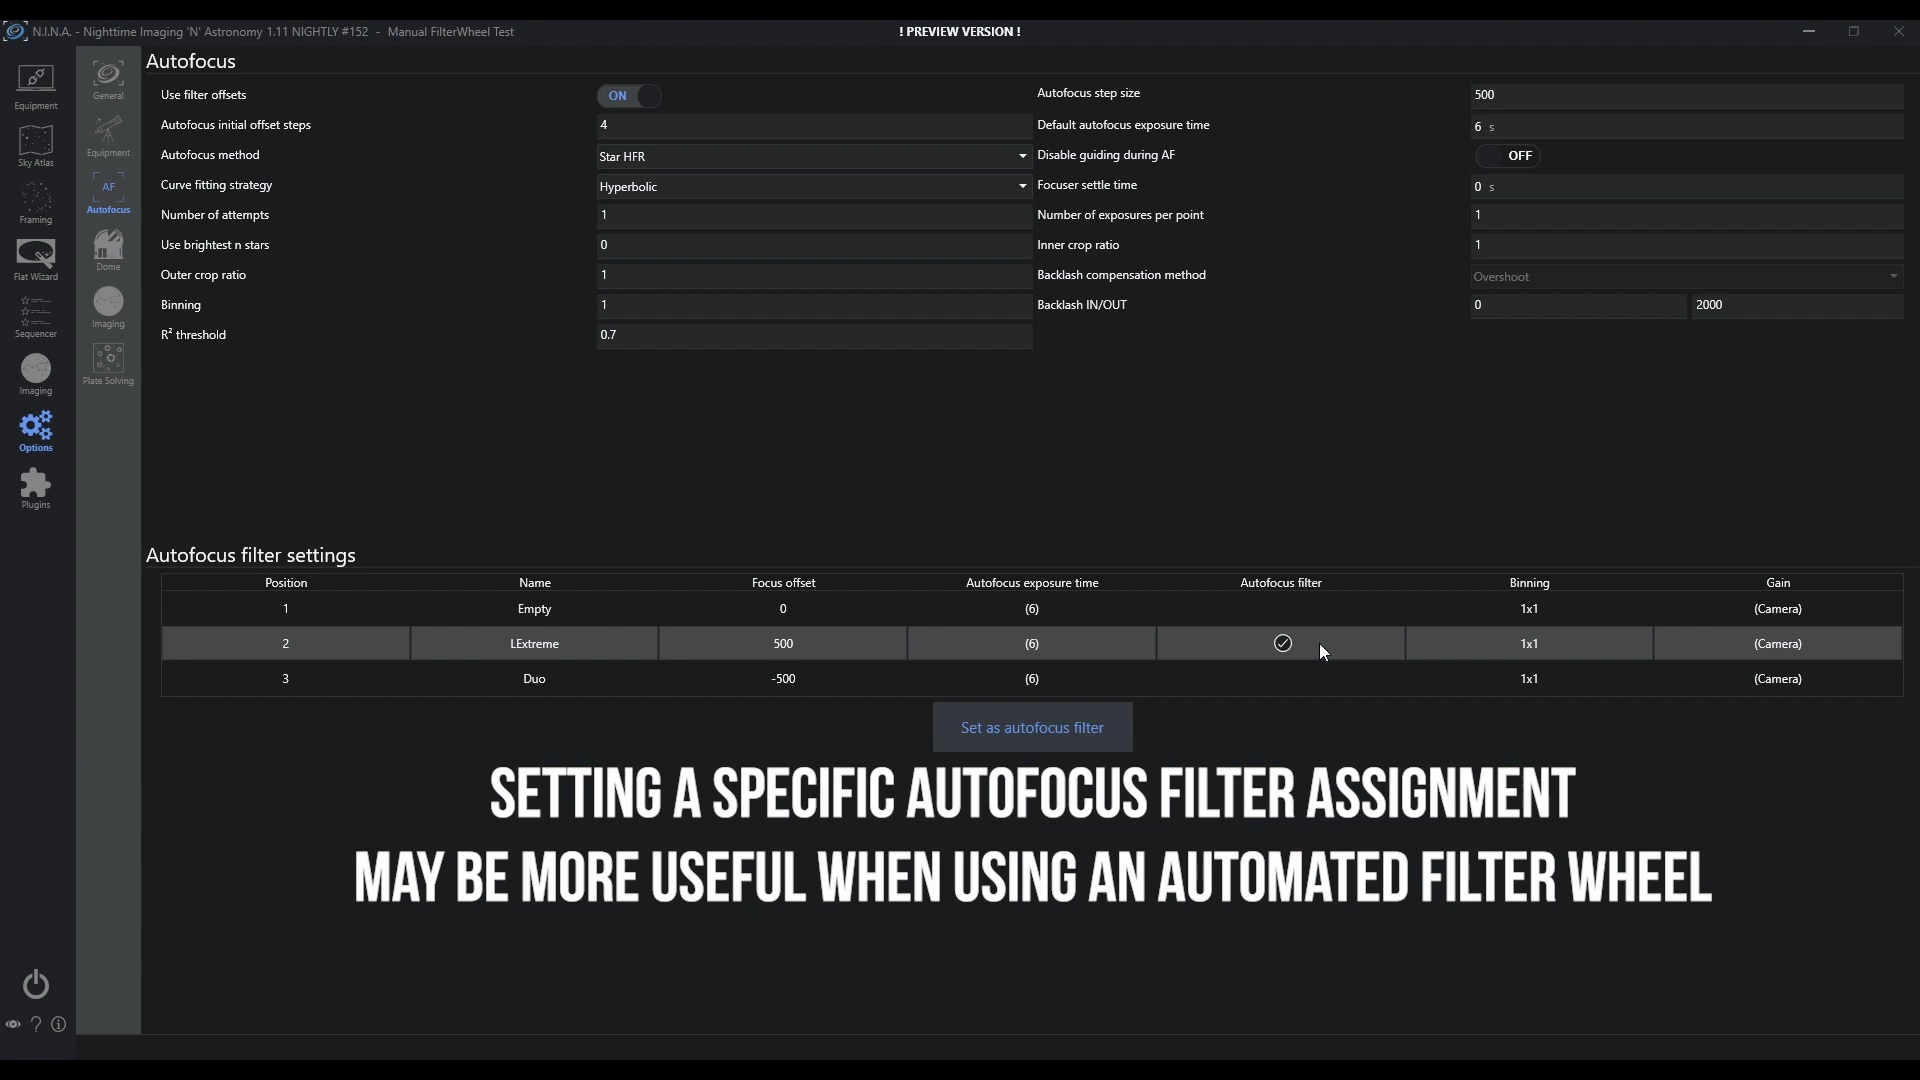 N.I.N.A. - Nighttime Imaging 'N' Astronomy 1.11 NIGHTLY #152 - Manual FilterWheel Test
! PREVIEW VERSION !
Equipment
Sky Atlas
Framing
Flat Wizard
Sequencer
Imaging
Options
Plugins
General
Equipment
AF
Autofocus
Dome
Imaging
Plate Solving
Autofocus
Use filter offsets ON Autofocus step size 500
Autofocus initial offset steps 4 Default autofocus exposure time 6 s
Autofocus method Star HFR Disable guiding during AF OFF
Curve fitting strategy Hyperbolic Focuser settle time 0 s
Number of attempts 1 Number of exposures per point 1
Use brightest n stars 0 Inner crop ratio 1
Outer crop ratio 1 Backlash compensation method Overshoot
Binning 1 Backlash IN/OUT 0 2000
R² threshold 0.7
Autofocus filter settings
Position Name Focus offset Autofocus exposure time Autofocus filter Binning Gain
1 Empty 0 (6) 1x1 (Camera)
2 LExtreme 500 (6) 1x1 (Camera)
3 Duo -500 (6) 1x1 (Camera)
Set as autofocus filter
SETTING A SPECIFIC AUTOFOCUS FILTER ASSIGNMENT
MAY BE MORE USEFUL WHEN USING AN AUTOMATED FILTER WHEEL